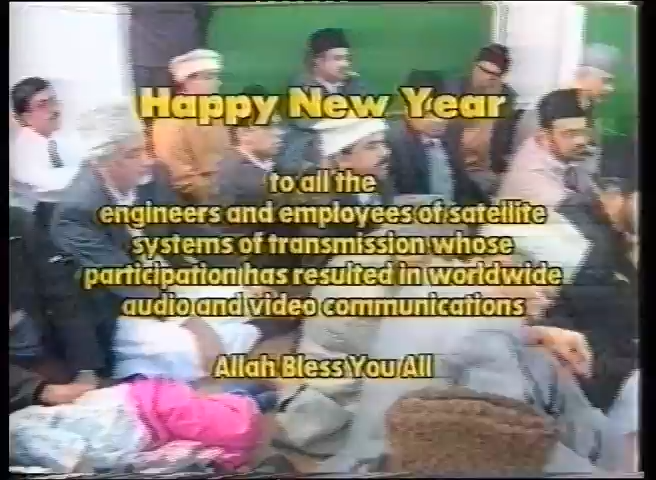 Happy New Year
to all the
engineers and employees of satellite
systems of transmission whose
participation has resulted in worldwide
audio and video communications
Allah Bless You All